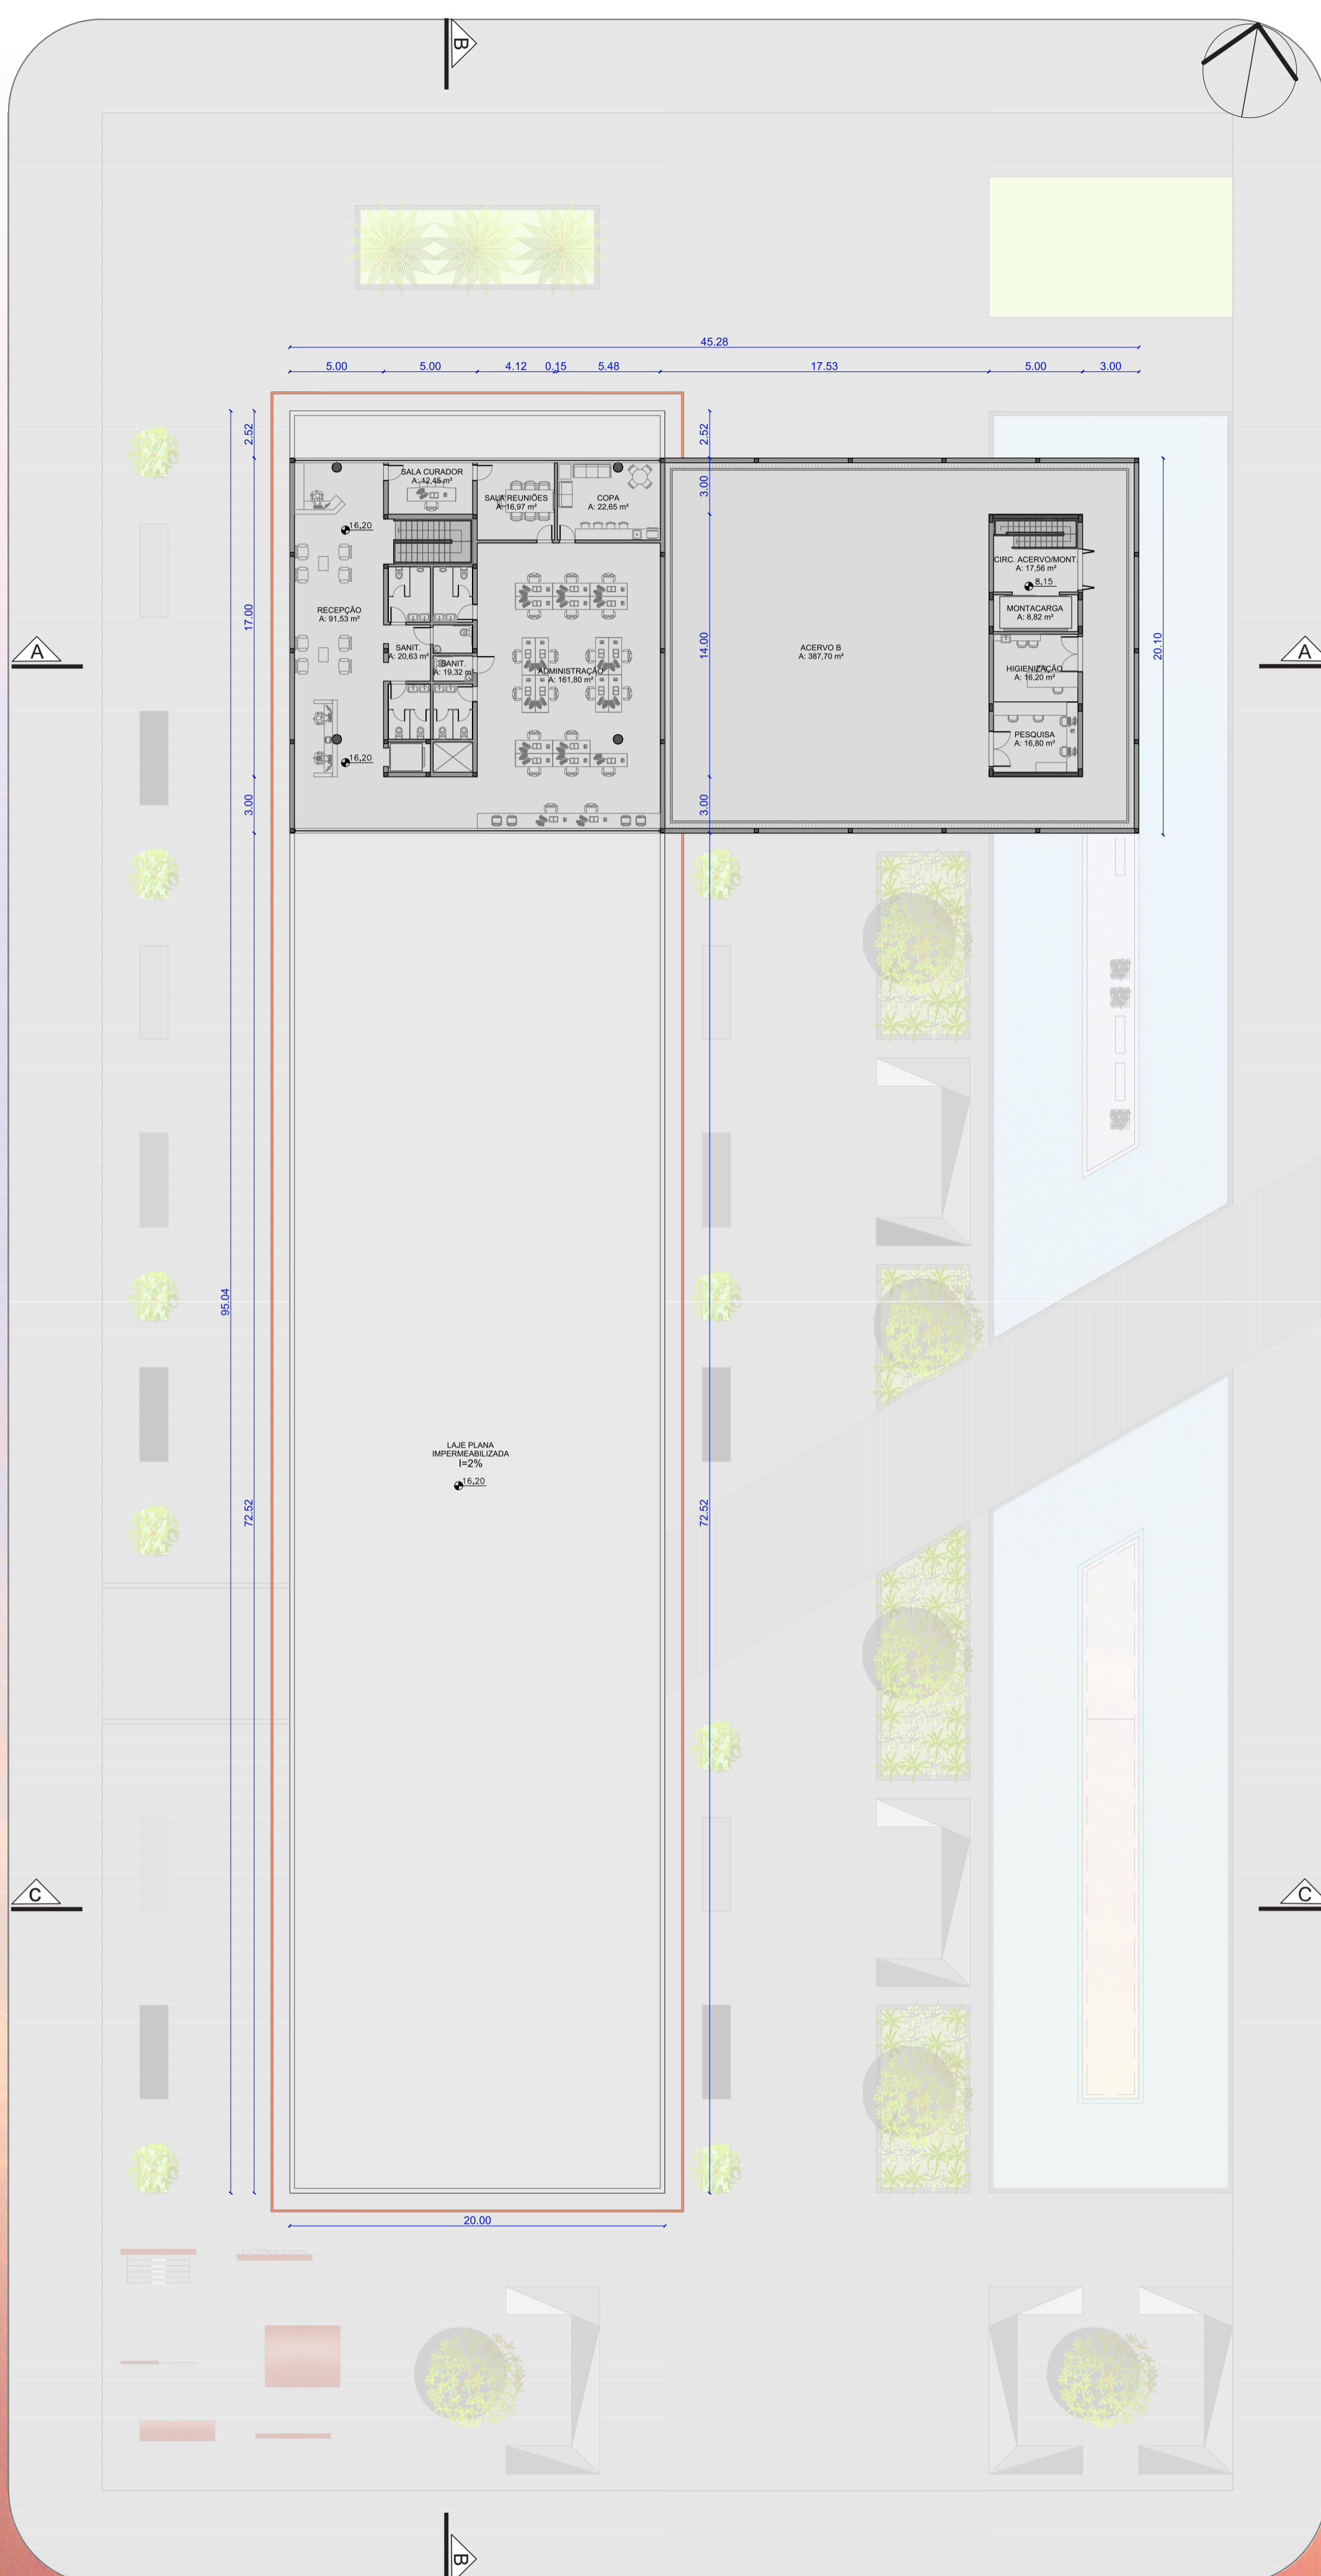 B
45.28
5.00 5.00 4.12 0.15 5.48 17.53 5.00 3.00
2.52
2.52
3.00
SALA CURADOR
A: 12,45 m²
SALA REUNIÕES
A: 16,97 m²
COPA
A: 22,65 m²
16,20
CIRC. ACERVO/MONT.
A: 17,56 m²
8,15
MONTACARGA
A: 8,82 m²
RECEPÇÃO
A: 91,53 m²
17.00
14.00
20.10
SANIT.
A: 20,63 m²
SANIT.
A: 19,32 m²
ADMINISTRAÇÃO
A: 161,80 m²
ACERVO B
A: 387,70 m²
HIGIENIZAÇÃO
A: 16,20 m²
A
A
PESQUISA
A: 16,80 m²
16,20
3.00
3.00
95.04
LAJE PLANA
IMPERMEABILIZADA
I=2%
16,20
72.52
72.52
C
C
20.00
B